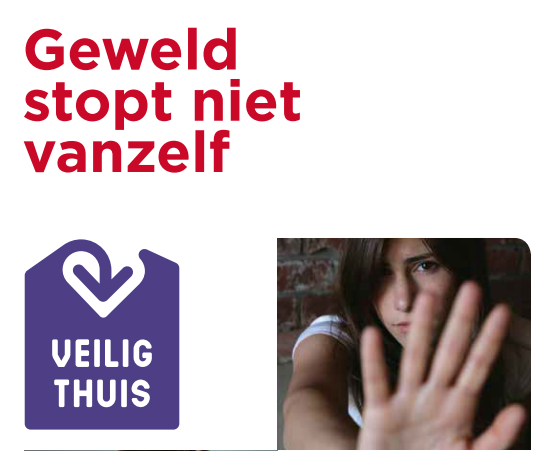 Geweld
stopt niet
vanzelf
VEILIG
THUIS